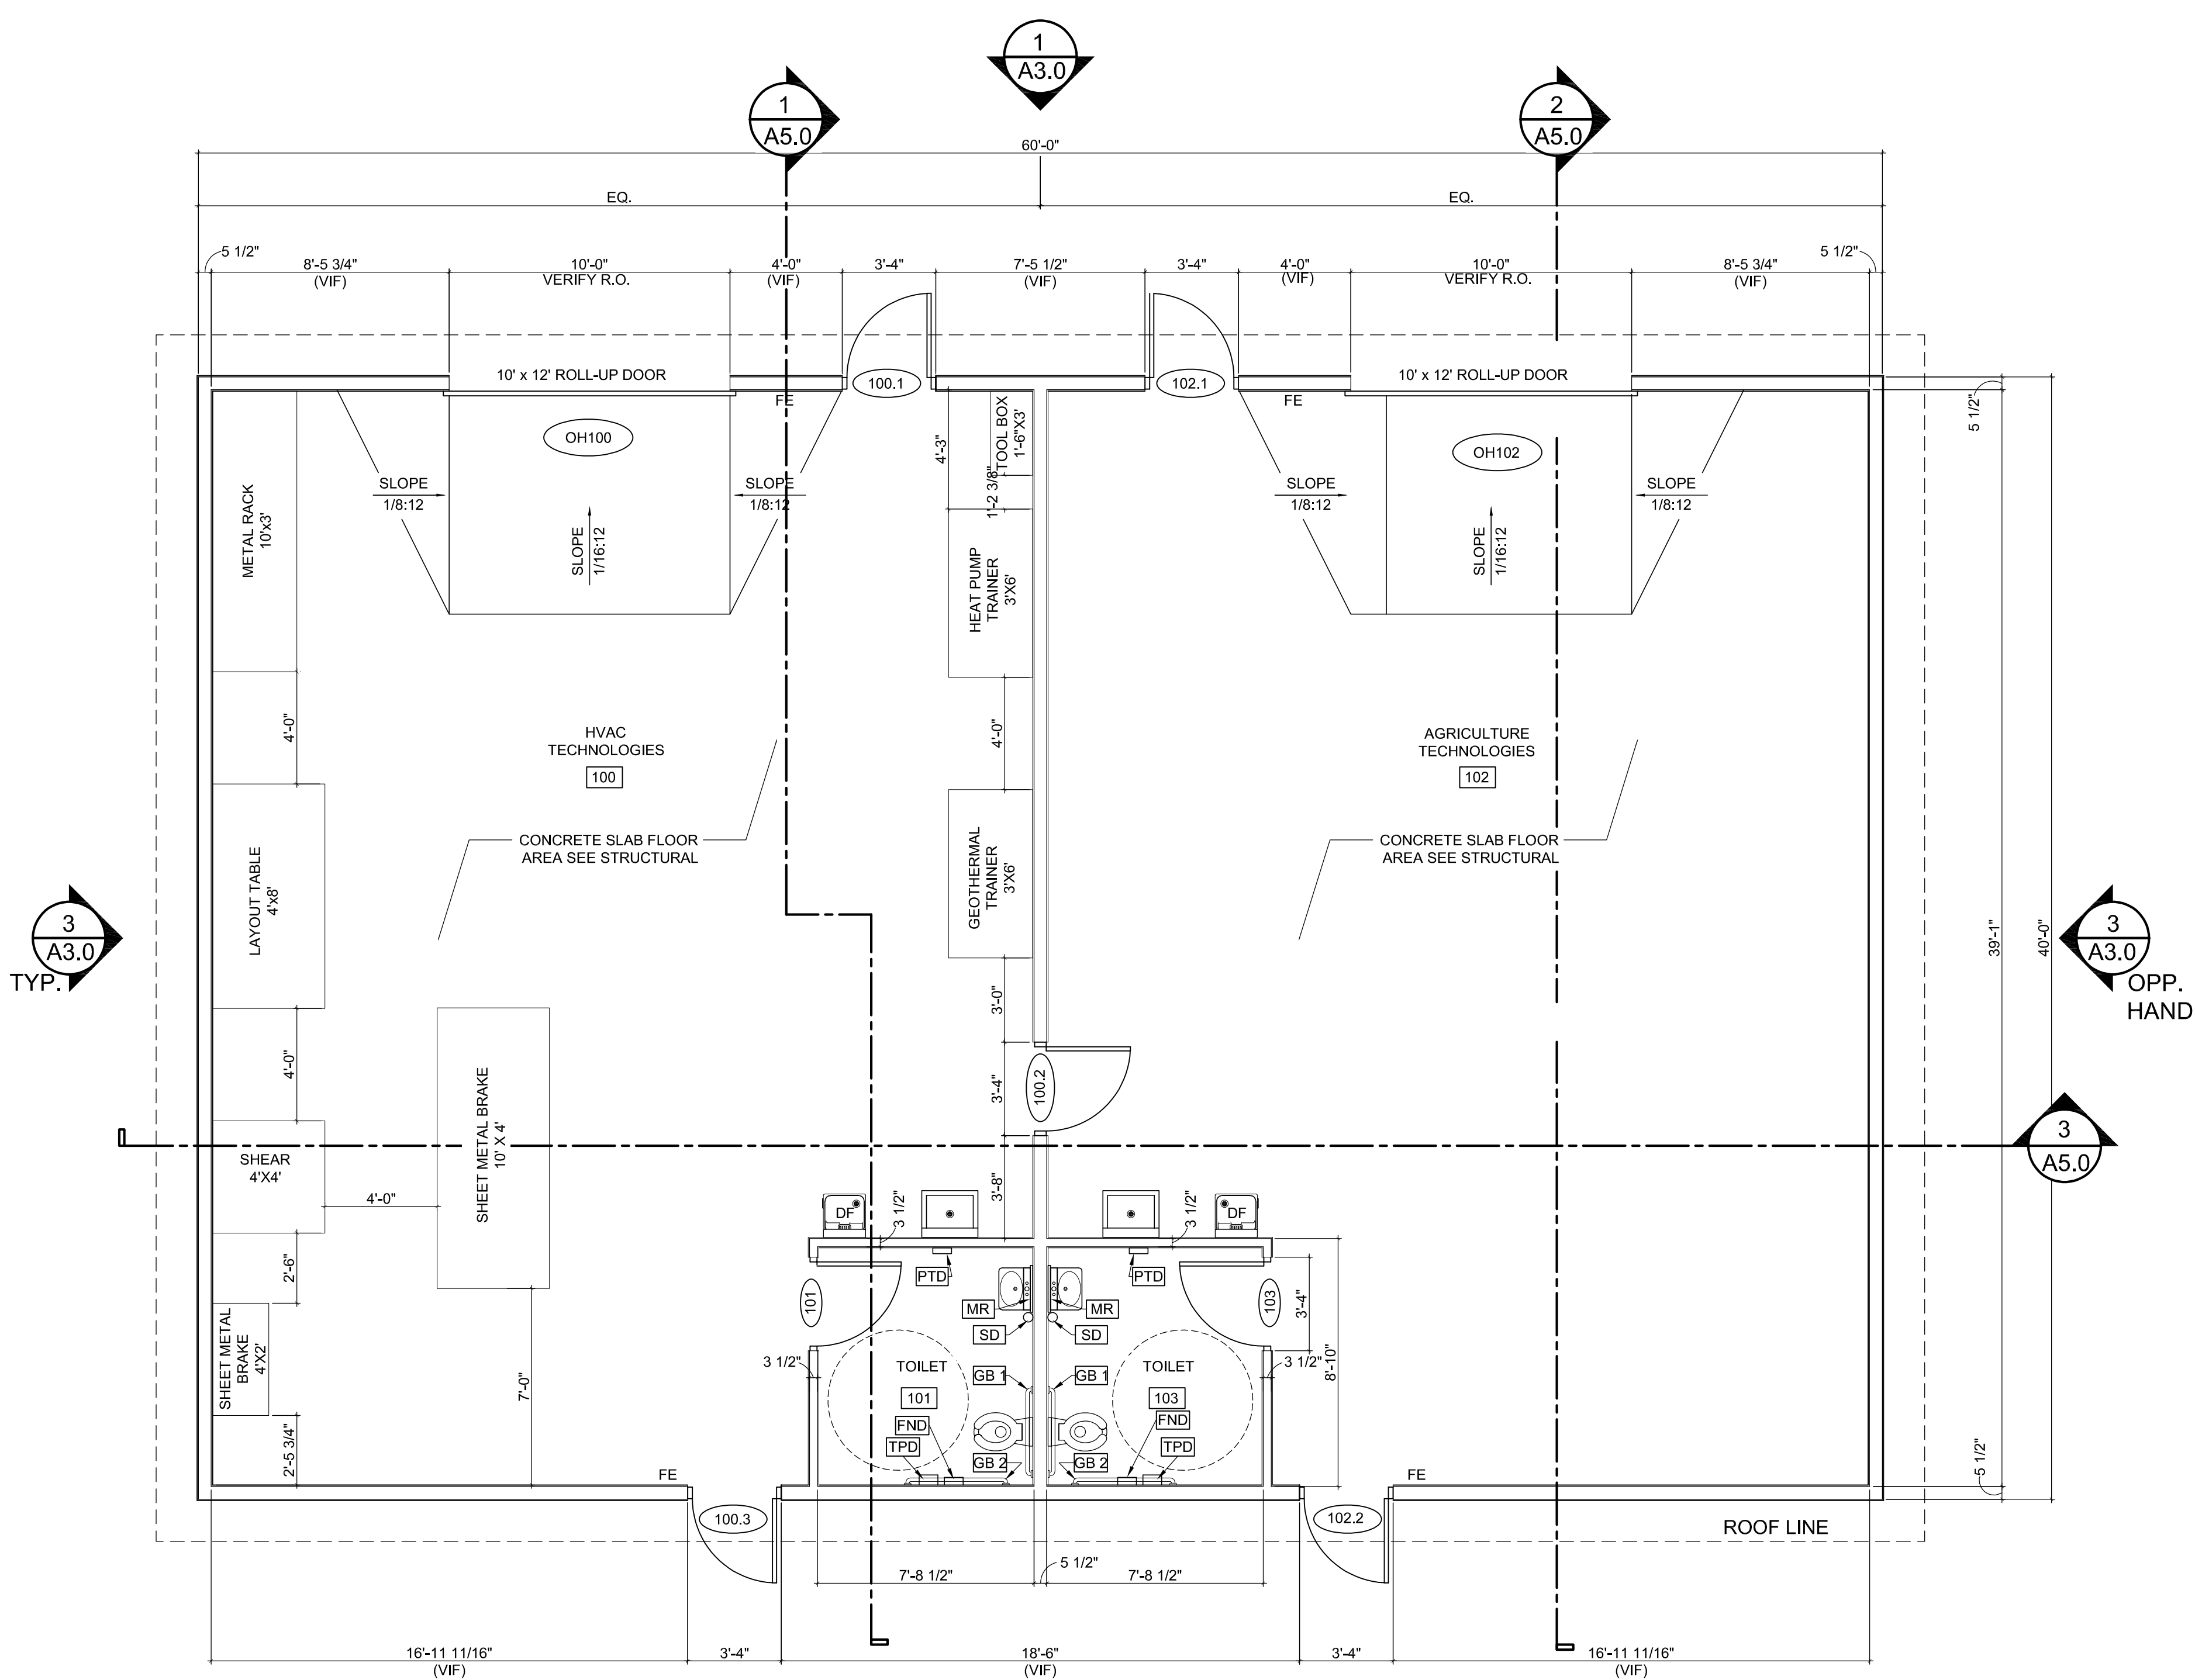 1
A3.0
1
A5.0
2
A5.0
60'-0"
EQ.
EQ.
5 1/2"
8'-5 3/4"
(VIF)
10'-0"
VERIFY R.O.
4'-0"
(VIF)
3'-4"
7'-5 1/2"
(VIF)
3'-4"
4'-0"
(VIF)
10'-0"
VERIFY R.O.
8'-5 3/4"
(VIF)
5 1/2"
10' x 12' ROLL-UP DOOR
FE
100.1
102.1
FE
10' x 12' ROLL-UP DOOR
5 1/2"
OH100
OH102
TOOL BOX
1'-6"X3'
4'-3"
1'-2 3/8"
METAL RACK
10'x3'
SLOPE
1/8:12
SLOPE
1/8:12
SLOPE
1/16:12
SLOPE
1/8:12
SLOPE
1/8:12
SLOPE
1/16:12
HEAT PUMP
TRAINER
3'X6'
4'-0"
HVAC
TECHNOLOGIES
100
4'-0"
AGRICULTURE
TECHNOLOGIES
102
CONCRETE SLAB FLOOR
AREA SEE STRUCTURAL
CONCRETE SLAB FLOOR
AREA SEE STRUCTURAL
LAYOUT TABLE
4'x8'
GEOTHERMAL
TRAINER
3'X6'
3
A3.0
TYP.
39'-1"
40'-0"
3
A3.0
OPP.
HAND
3'-0"
4'-0"
3'-4"
100.2
SHEET METAL BRAKE
10' X 4'
SHEAR
4'X4'
4'-0"
3'-8"
3
A5.0
DF
3 1/2"
3 1/2"
DF
2'-6"
PTD
PTD
101
MR
MR
103
3'-4"
SD
SD
SHEET METAL
BRAKE
4'X2'
7'-0"
3 1/2"
TOILET
101
GB 1
GB 1
TOILET
103
3 1/2"
8'-10"
FND
FND
TPD
TPD
GB 2
GB 2
2'-5 3/4"
FE
FE
5 1/2"
100.3
102.2
ROOF LINE
7'-8 1/2"
5 1/2"
7'-8 1/2"
16'-11 11/16"
(VIF)
3'-4"
18'-6"
(VIF)
3'-4"
16'-11 11/16"
(VIF)